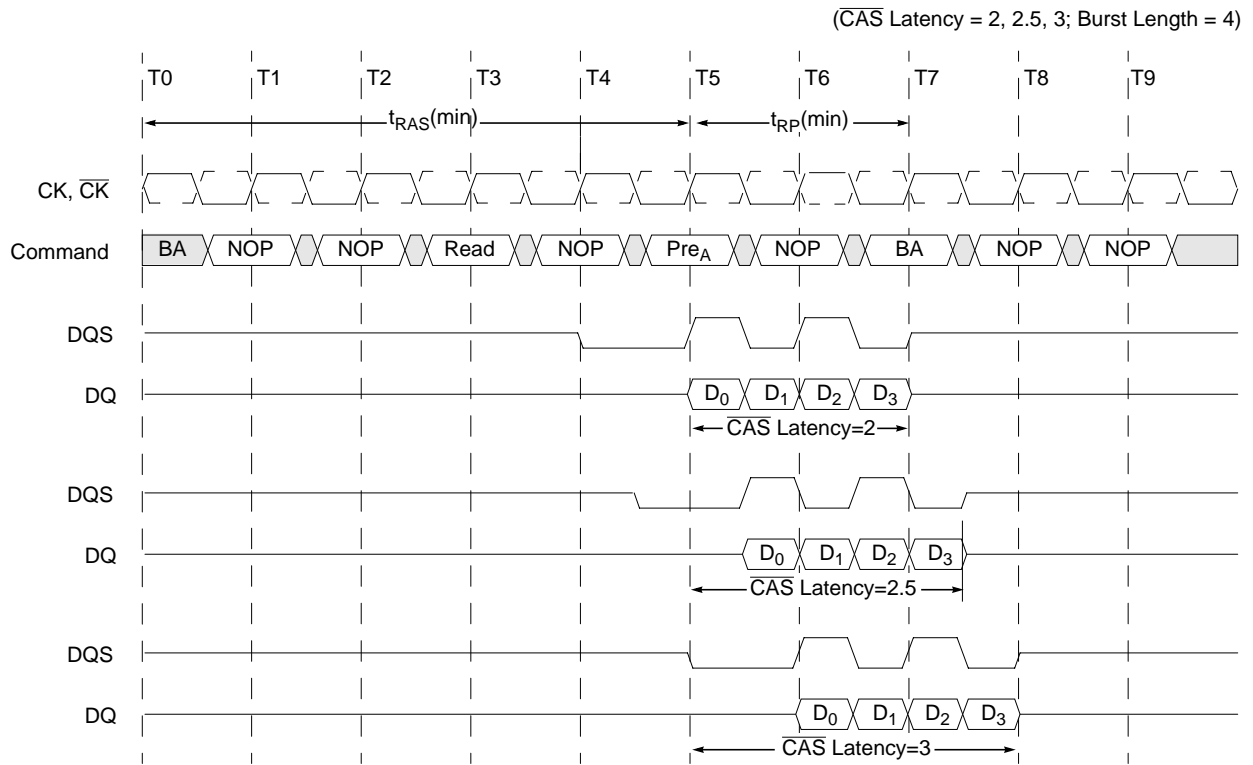 (CAS Latency = 2, 2.5, 3; Burst Length = 4)
T0 T1 T2 T3 T4 T5 T6 T7 T8 T9
tRAS(min) tRP(min)
CK, CK
Command BA NOP NOP Read NOP PreA NOP BA NOP NOP
DQS
DQ D0 D1 D2 D3
CAS Latency=2
DQS
DQ D0 D1 D2 D3
CAS Latency=2.5
DQS
DQ D0 D1 D2 D3
CAS Latency=3